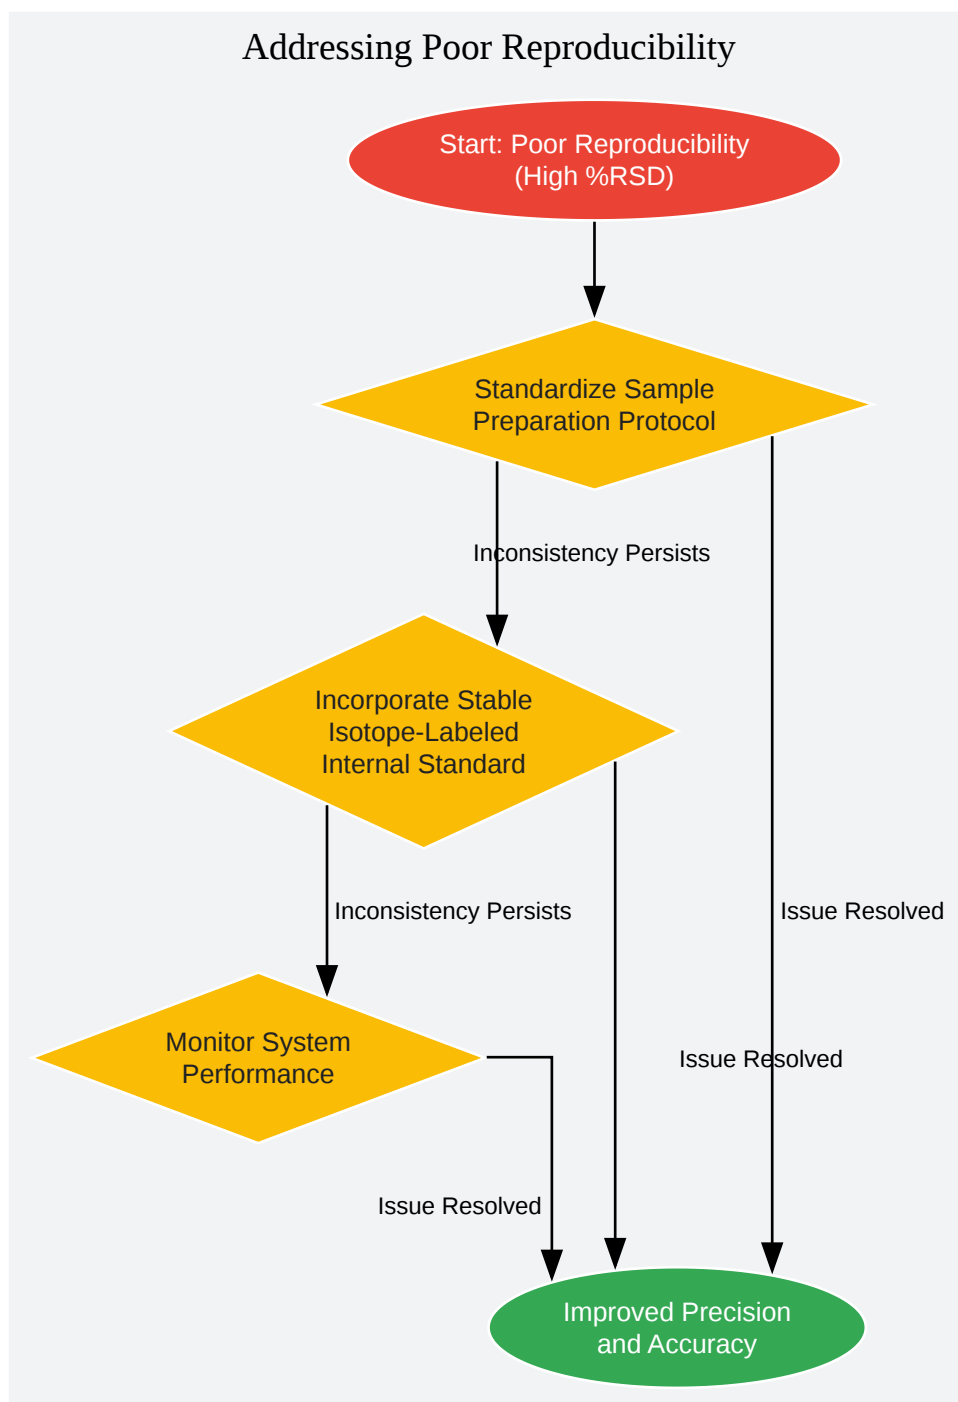 Addressing Poor Reproducibility
Start: Poor Reproducibility
(High %RSD)
Standardize Sample
Preparation Protocol
Inconsistency Persists
Incorporate Stable
Isotope-Labeled
Internal Standard
Inconsistency Persists
Issue Resolved
Monitor System
Performance
Issue Resolved
Issue Resolved
Improved Precision
and Accuracy